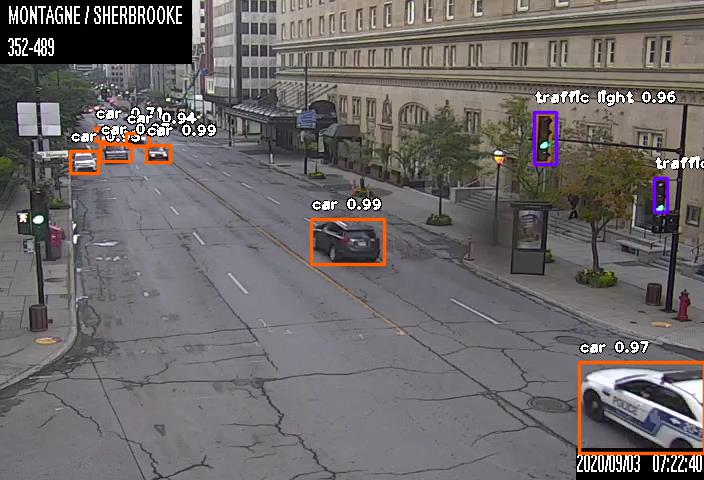 MONTAGNE / SHERBROOKE
352-489
traffic light 0.96
car 0.94
car 0.99
traffic
car 0.99
car 0.97
POLICE
2020/09/03 07:22:40